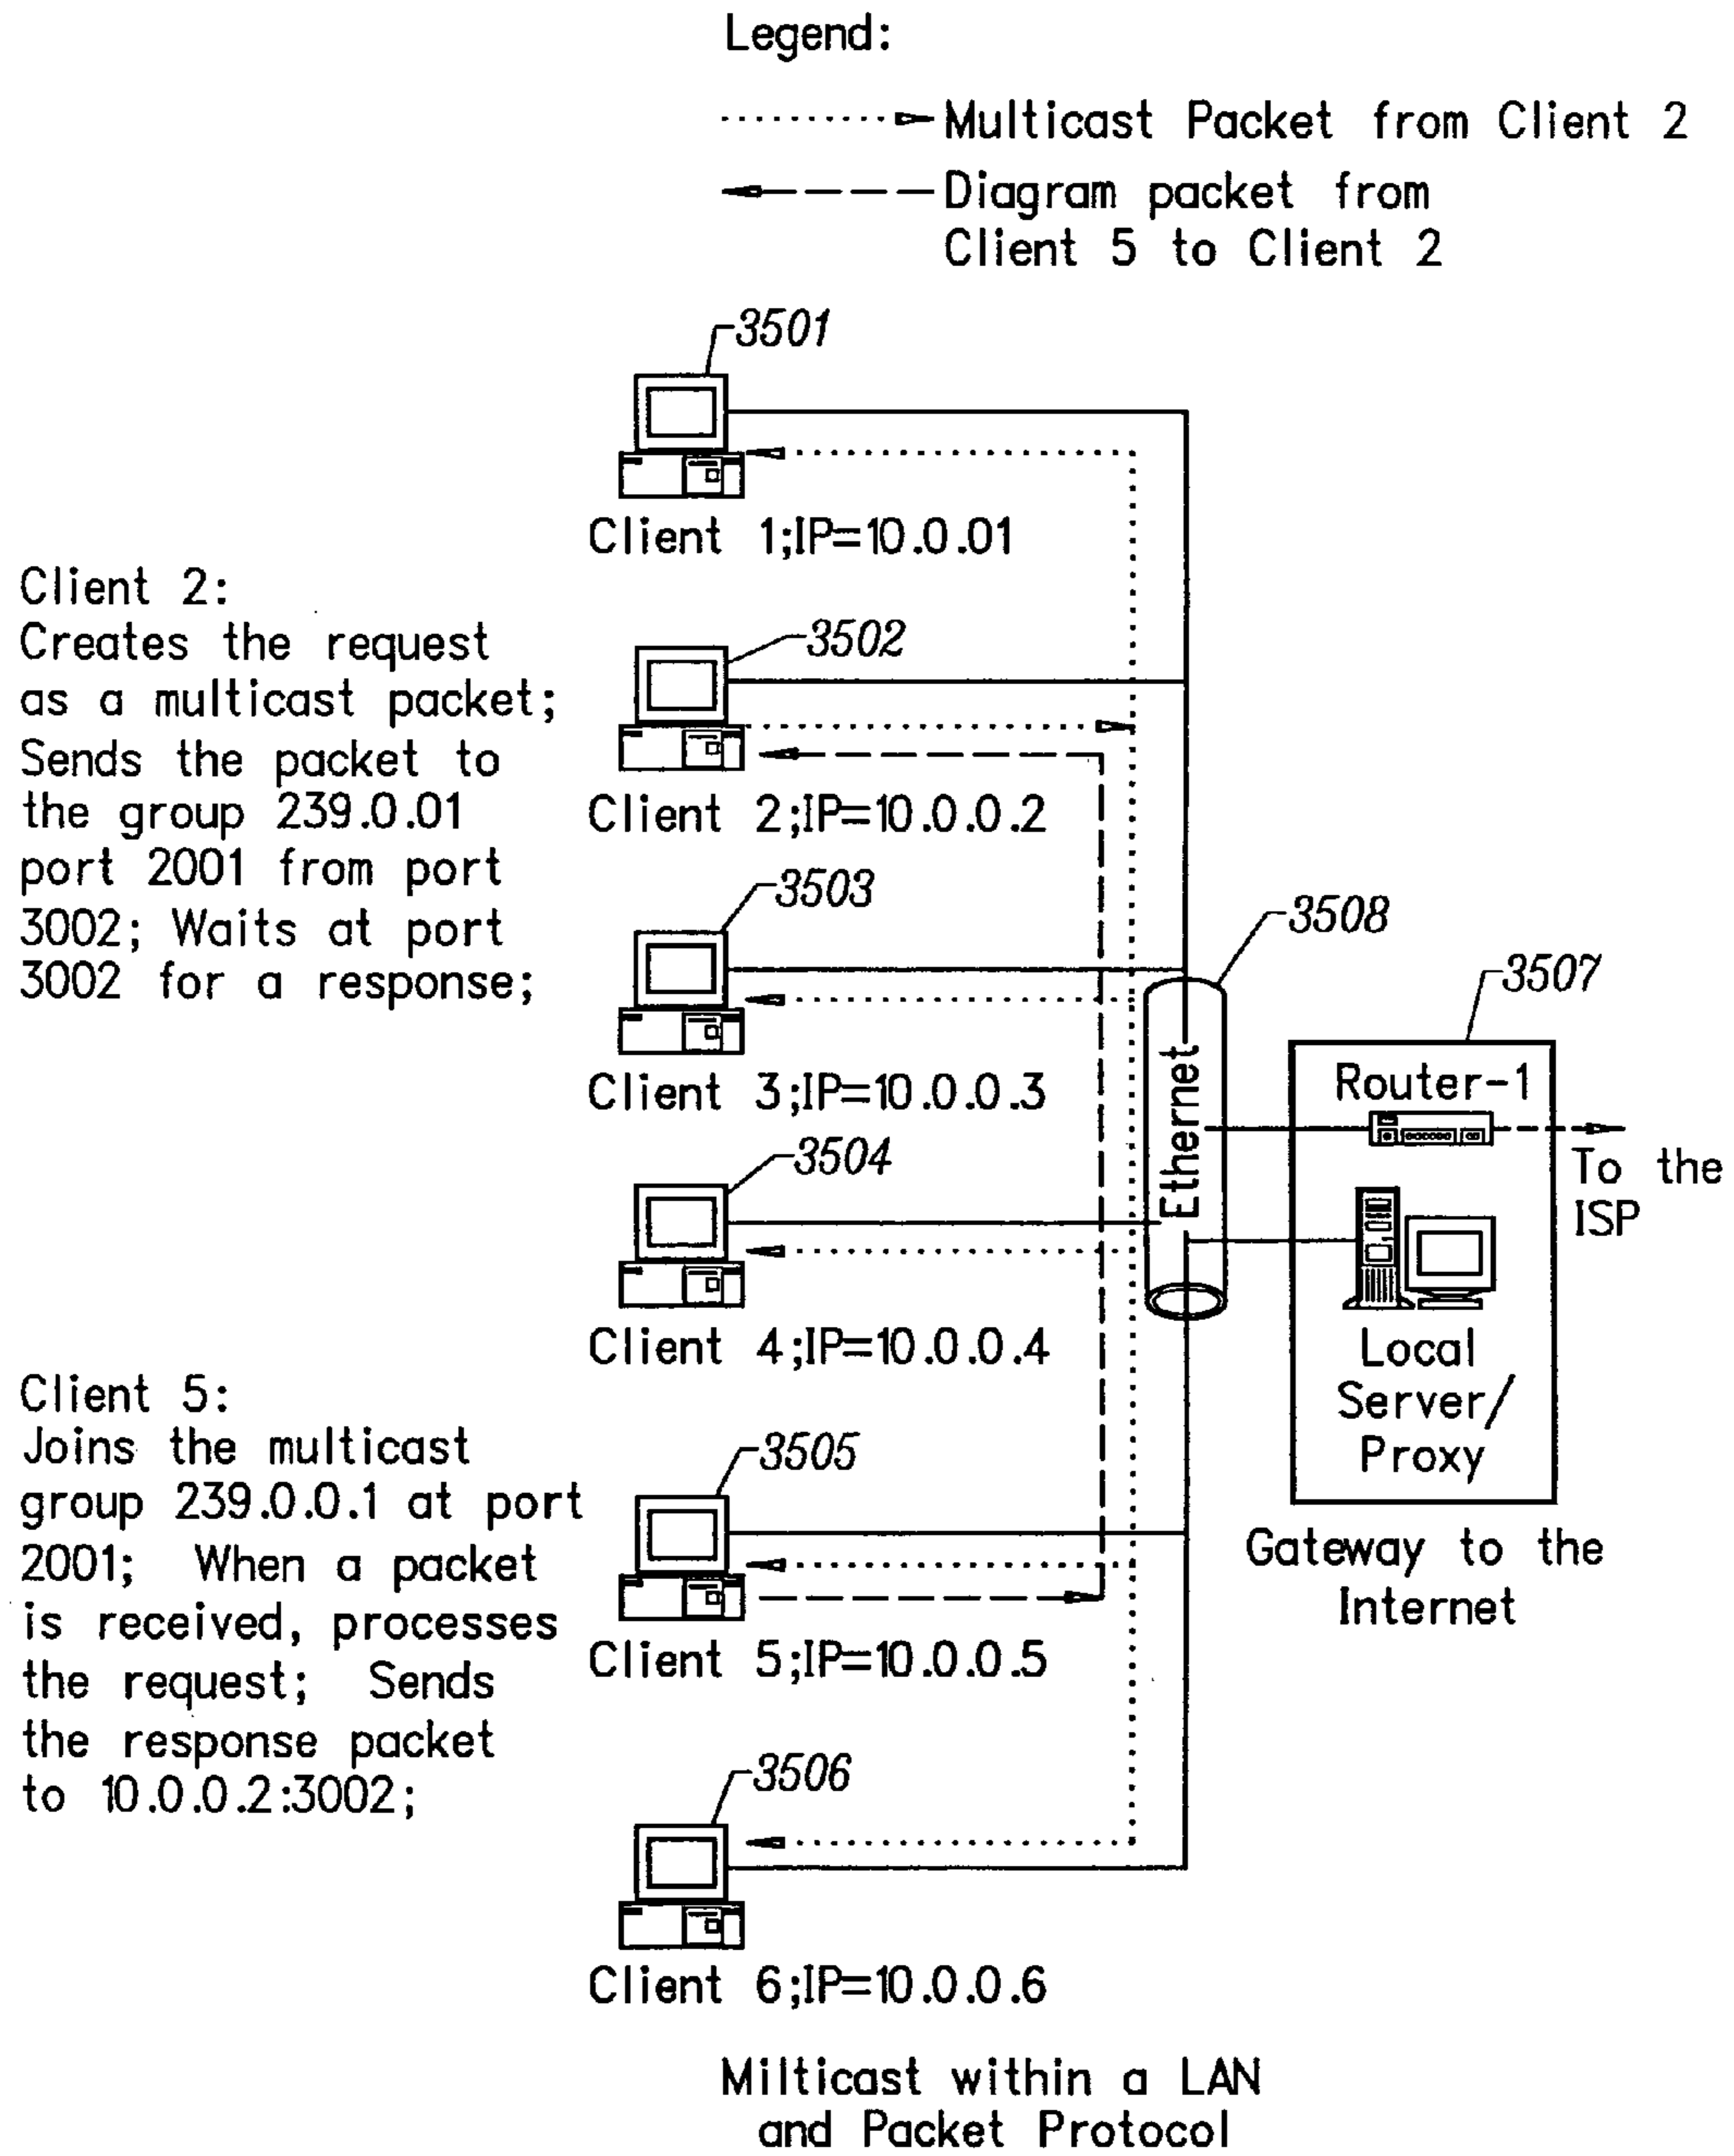 Legend:
Multicast Packet from Client 2
Diagram packet from
Client 5 to Client 2
3501
Client 1;IP=10.0.01
Client 2:
Creates the request
as a multicast packet;
Sends the packet to
the group 239.0.01
port 2001 from port
3002; Waits at port
3002 for a response;
3502
Client 2;IP=10.0.0.2
3503
Client 3;IP=10.0.0.3
3508
Ethernet
3507
Router-1
To the
ISP
Local
Server/
Proxy
Gateway to the
Internet
3504
Client 4;IP=10.0.0.4
Client 5:
Joins the multicast
group 239.0.0.1 at port
2001; When a packet
is received, processes
the request; Sends
the response packet
to 10.0.0.2:3002;
3505
Client 5;IP=10.0.0.5
3506
Client 6;IP=10.0.0.6
Milticast within a LAN
and Packet Protocol